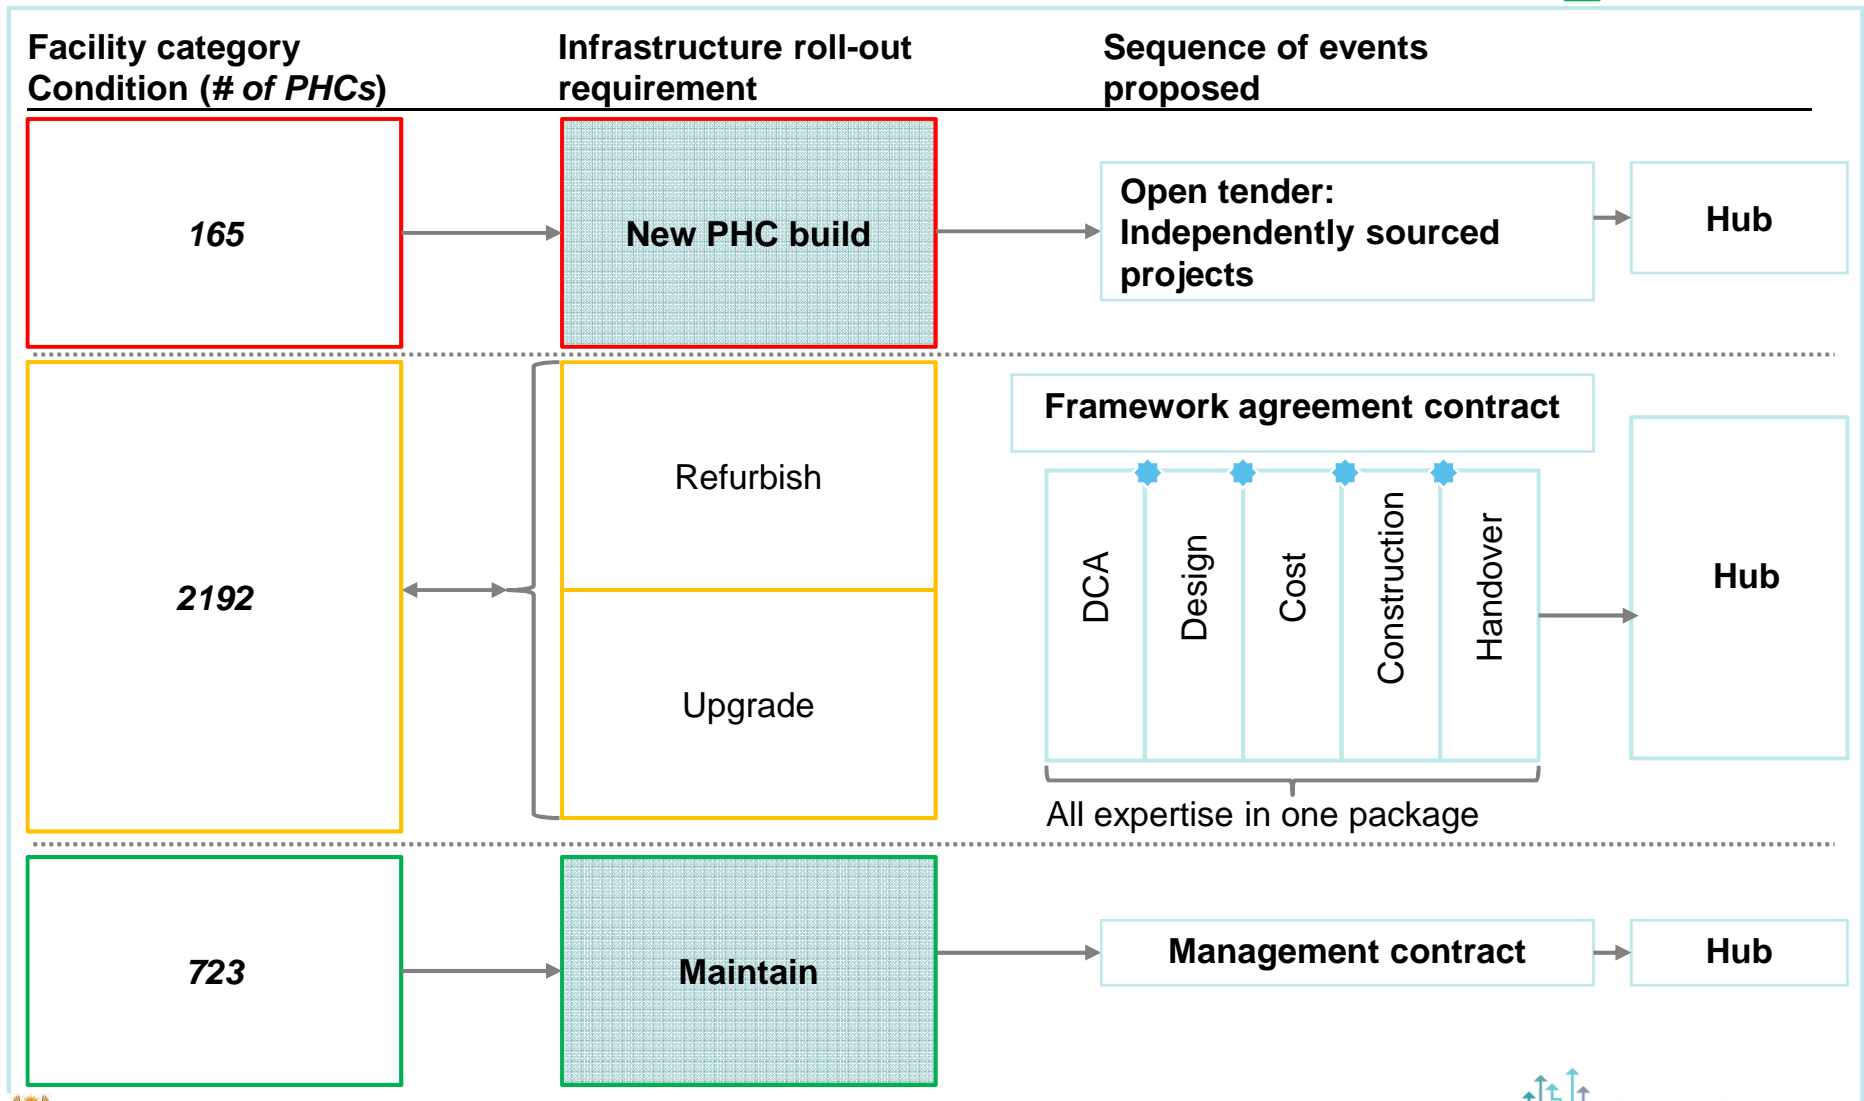 Facility category
Condition (# of PHCs)
Infrastructure roll-out
requirement
Sequence of events
proposed
165
New PHC build
Open tender:
Independently sourced
projects
Hub
2192
Refurbish
Upgrade
Framework agreement contract
DCA
Design
Cost
Construction
Handover
All expertise in one package
Hub
723
Maintain
Management contract
Hub